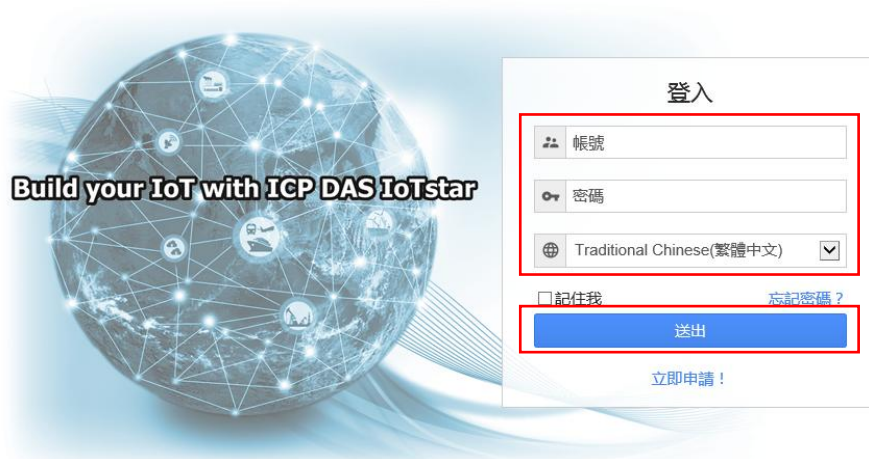 Build your IoT with ICP DAS IoTstar
登入
帳號
密碼
Traditional Chinese(繁體中文)
記住我 忘記密碼？
送出
立即申請！